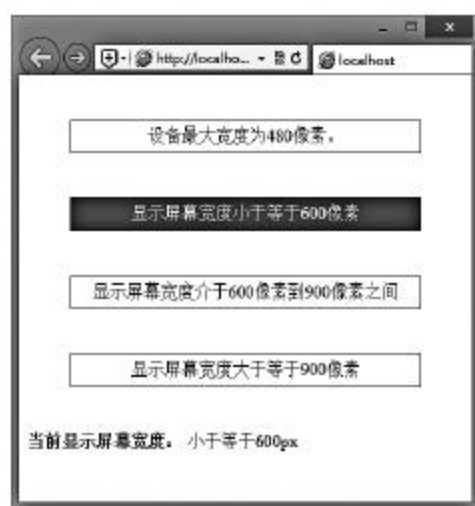 http://localho...
localhost
设备最大宽度为480像素。
显示屏幕宽度小于等于600像素
显示屏幕宽度介于600像素到900像素之间
显示屏幕宽度大于等于900像素
当前显示屏幕宽度： 小于等于600px